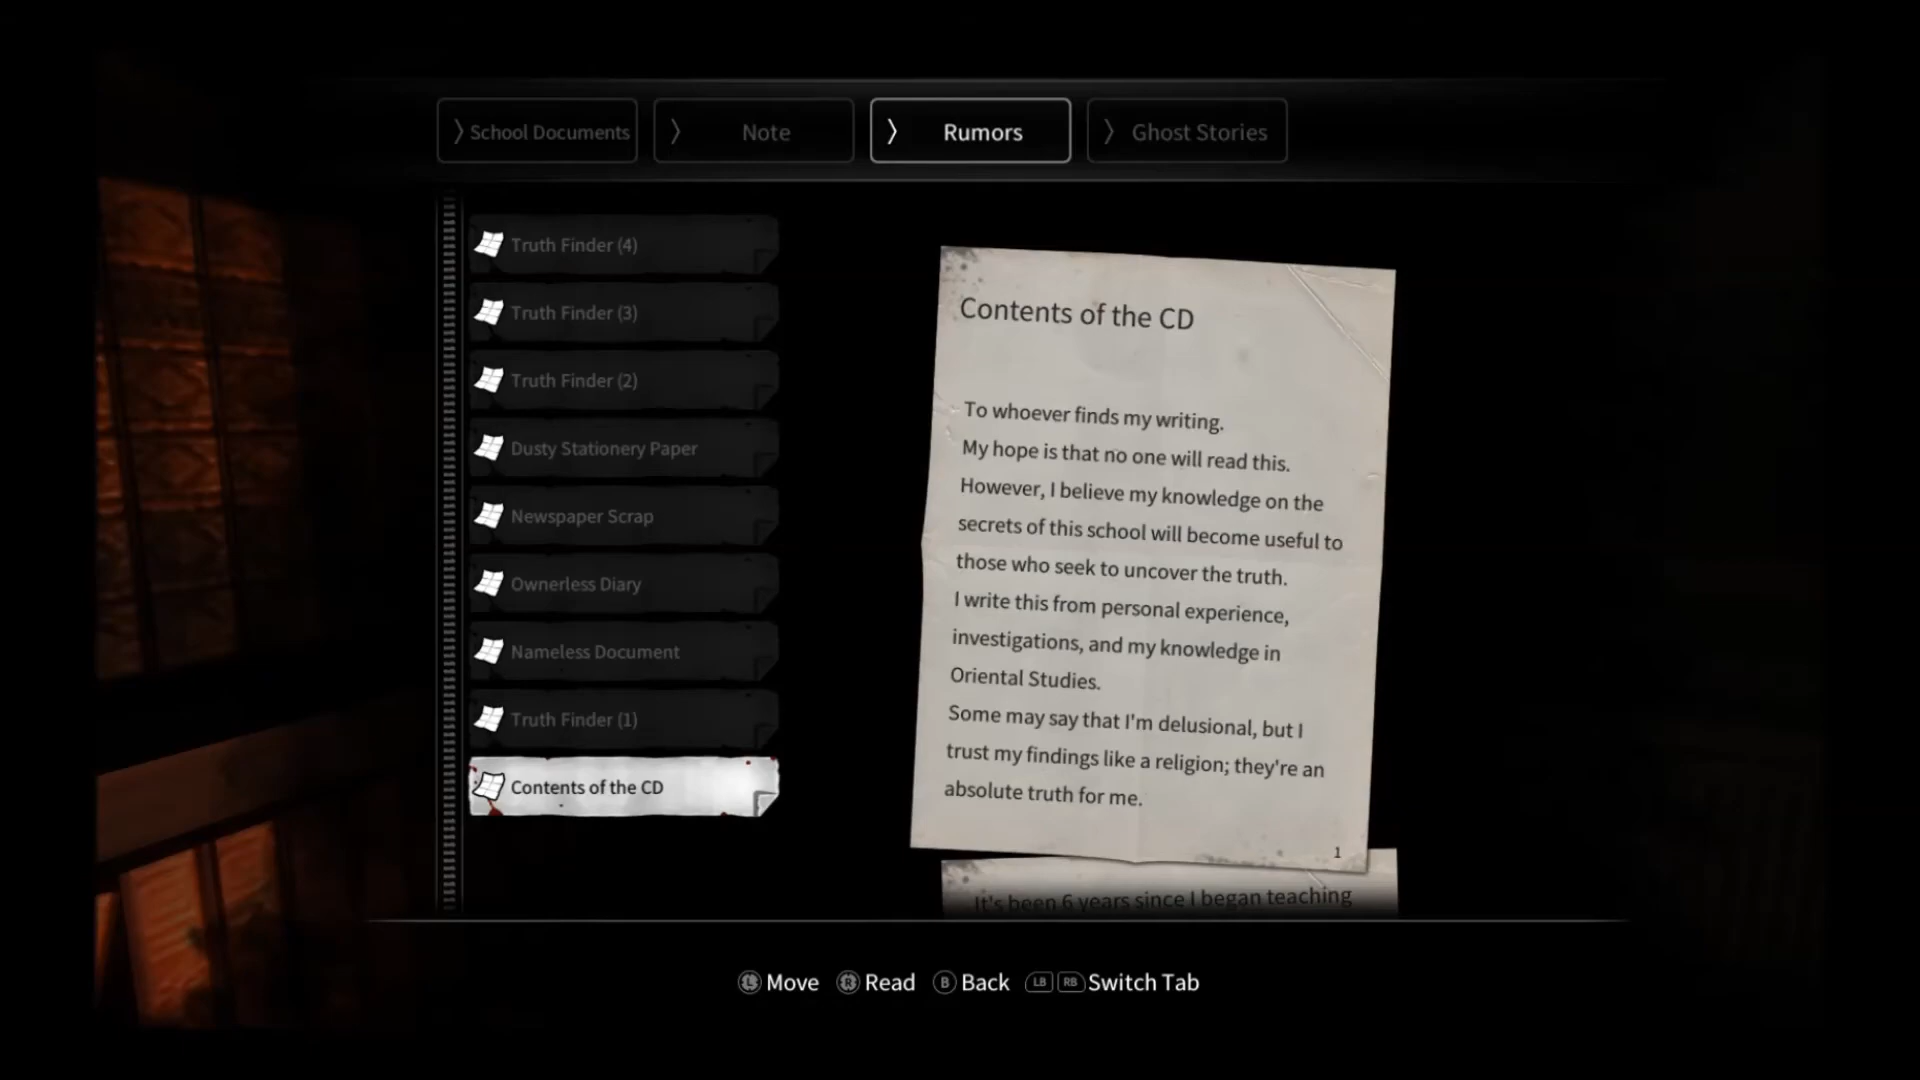 School Documents
Note
Rumors
Ghost Stories
Truth Finder (4)
Truth Finder (3)
Truth Finder (2)
Dusty Stationery Paper
Newspaper Scrap
Ownerless Diary
Nameless Document
Truth Finder (1)
Contents of the CD
Contents of the CD
To whoever finds my writing.
My hope is that no one will read this.
However, I believe my knowledge on the
secrets of this school will become useful to
those who seek to uncover the truth.
I write this from personal experience,
investigations, and my knowledge in
Oriental Studies.
Some may say that I'm delusional, but I
trust my findings like a religion; they're an
absolute truth for me.
1
It's been 6 years since I began teaching
L Move R Read B Back LB RB Switch Tab